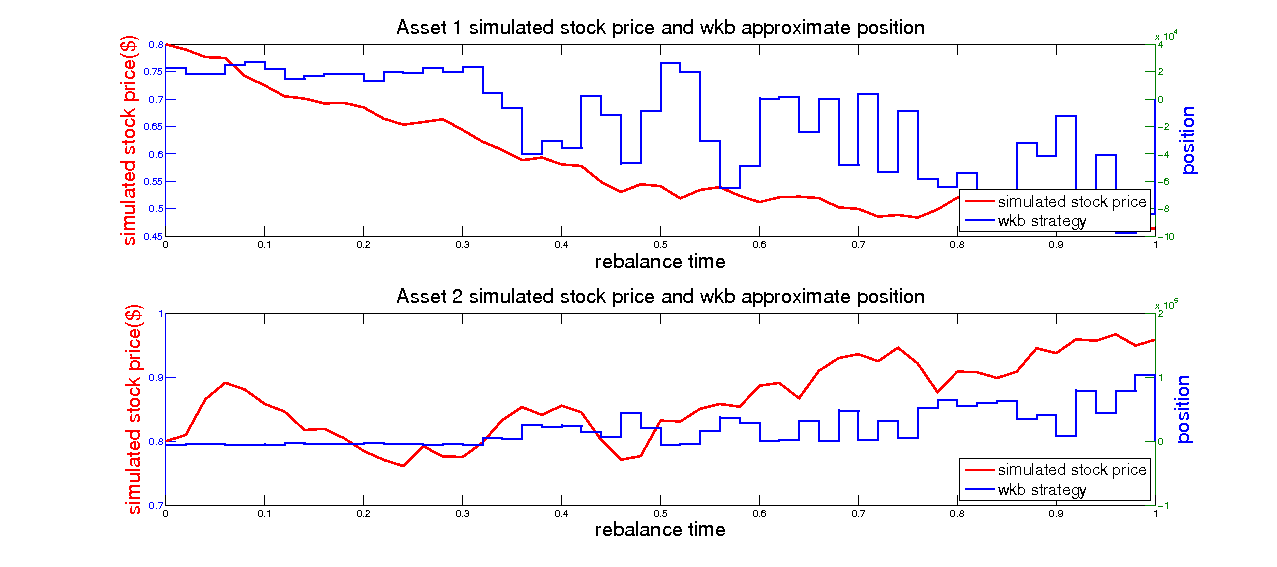 Asset 1 simulated stock price and wkb approximate position
x 10^4
simulated stock price($)
0.8
0.75
0.7
0.65
0.6
0.55
0.5
0.45
4
2
0
-2
-4
-6
-8
-10
position
simulated stock price
wkb strategy
0 0.1 0.2 0.3 0.4 0.5 0.6 0.7 0.8 0.9 1
rebalance time
Asset 2 simulated stock price and wkb approximate position
simulated stock price($)
1
0.9
0.8
0.7
2
1
0
-1
position
simulated stock price
wkb strategy
0 0.1 0.2 0.3 0.4 0.5 0.6 0.7 0.8 0.9 1
rebalance time